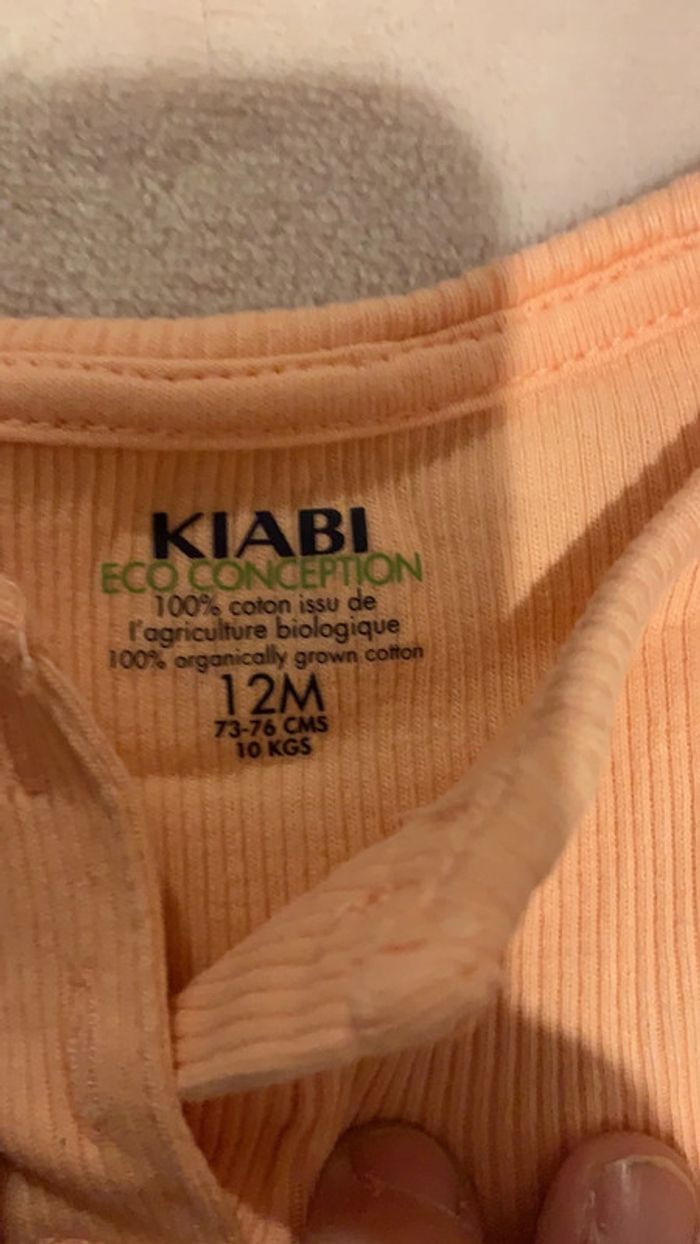 KIABI
ECO CONCEPTION
100% coton issu de
l'agriculture biologique
100% organically grown cotton
12M
73-76 CMS
10 KGS